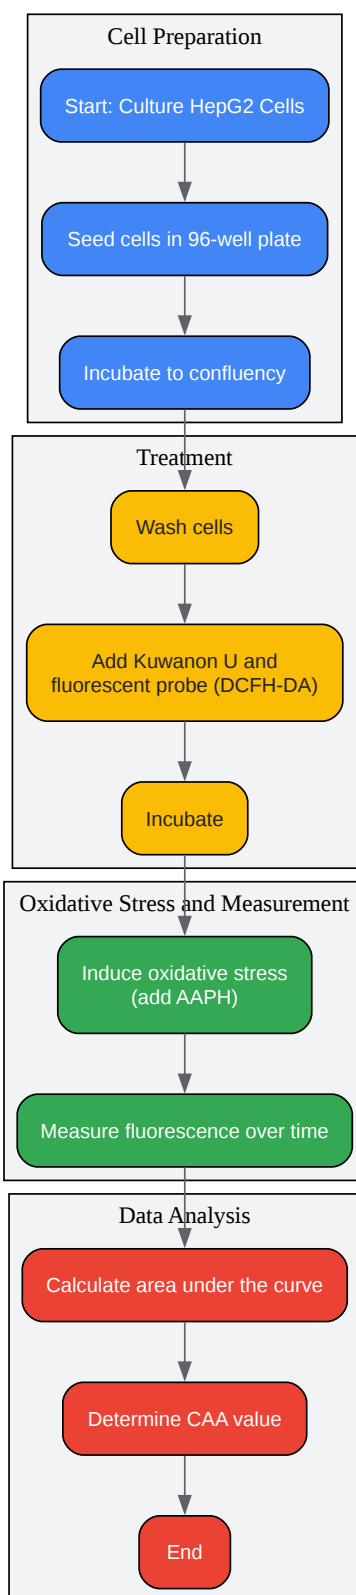 Cell Preparation
Start: Culture HepG2 Cells
Seed cells in 96-well plate
Incubate to confluency
Treatment
Wash cells
Add Kuwanon U and
fluorescent probe (DCFH-DA)
Incubate
Oxidative Stress and Measurement
Induce oxidative stress
(add AAPH)
Measure fluorescence over time
Data Analysis
Calculate area under the curve
Determine CAA value
End